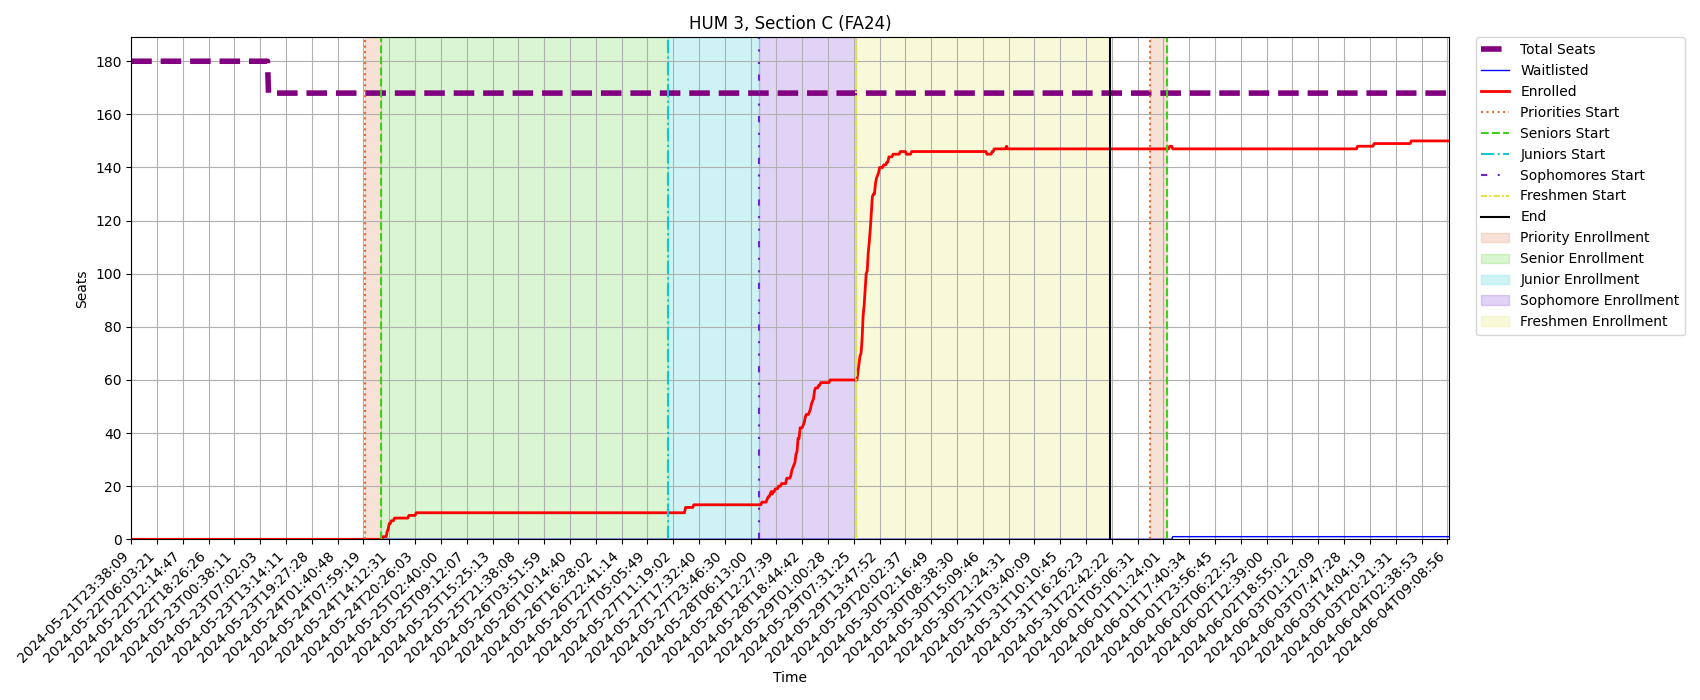 HUM 3, Section C (FA24)
Total Seats
Waitlisted
Enrolled
Priorities Start
Seniors Start
Juniors Start
Sophomores Start
Freshmen Start
End
Priority Enrollment
Senior Enrollment
Junior Enrollment
Sophomore Enrollment
Freshmen Enrollment
Seats
180
160
140
120
100
80
60
40
20
0
2024-05-21T23:38:09
2024-05-22T06:03:21
2024-05-22T12:14:47
2024-05-22T18:26:26
2024-05-23T00:38:11
2024-05-23T07:02:03
2024-05-23T13:14:11
2024-05-23T19:27:28
2024-05-24T01:40:48
2024-05-24T07:59:19
2024-05-24T14:12:31
2024-05-24T20:26:03
2024-05-25T02:40:00
2024-05-25T09:12:07
2024-05-25T15:25:13
2024-05-25T21:38:08
2024-05-26T03:51:59
2024-05-26T10:14:40
2024-05-26T16:28:02
2024-05-26T22:41:14
2024-05-27T05:05:49
2024-05-27T11:19:02
2024-05-27T17:32:40
2024-05-27T23:46:30
2024-05-28T06:13:00
2024-05-28T12:27:39
2024-05-28T18:44:42
2024-05-29T01:00:28
2024-05-29T07:31:25
2024-05-29T13:47:52
2024-05-29T20:02:37
2024-05-30T02:16:49
2024-05-30T08:38:30
2024-05-30T15:09:46
2024-05-30T21:24:31
2024-05-31T03:40:09
2024-05-31T10:10:45
2024-05-31T16:26:23
2024-05-31T22:42:22
2024-06-01T05:06:31
2024-06-01T11:24:01
2024-06-01T17:40:34
2024-06-01T23:56:45
2024-06-02T06:22:52
2024-06-02T12:39:00
2024-06-02T18:55:02
2024-06-03T01:12:09
2024-06-03T07:47:28
2024-06-03T14:04:19
2024-06-03T20:21:31
2024-06-04T02:38:53
2024-06-04T09:08:56
Time